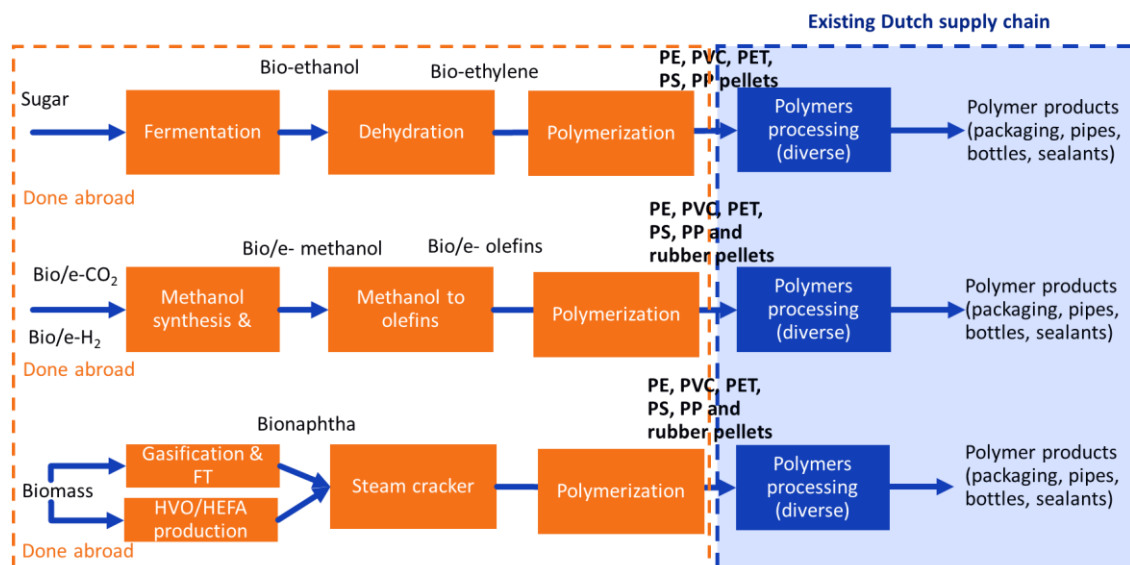 Existing Dutch supply chain
PE, PVC, PET,
PS, PP pellets
Bio-ethanol
Bio-ethylene
Sugar
Fermentation
Dehydration
Polymerization
Polymers
processing
(diverse)
Polymer products
(packaging, pipes,
bottles, sealants)
Done abroad
PE, PVC, PET,
PS, PP and
rubber pellets
Bio/e- methanol
Bio/e- olefins
Bio/e-CO₂
Bio/e-H₂
Methanol
synthesis &
Methanol to
olefins
Polymerization
Polymers
processing
(diverse)
Polymer products
(packaging, pipes,
bottles, sealants)
Done abroad
PE, PVC, PET,
PS, PP and
rubber pellets
Bionaphtha
Biomass
Gasification &
FT
HVO/HEFA
production
Steam cracker
Polymerization
Polymers
processing
(diverse)
Polymer products
(packaging, pipes,
bottles, sealants)
Done abroad